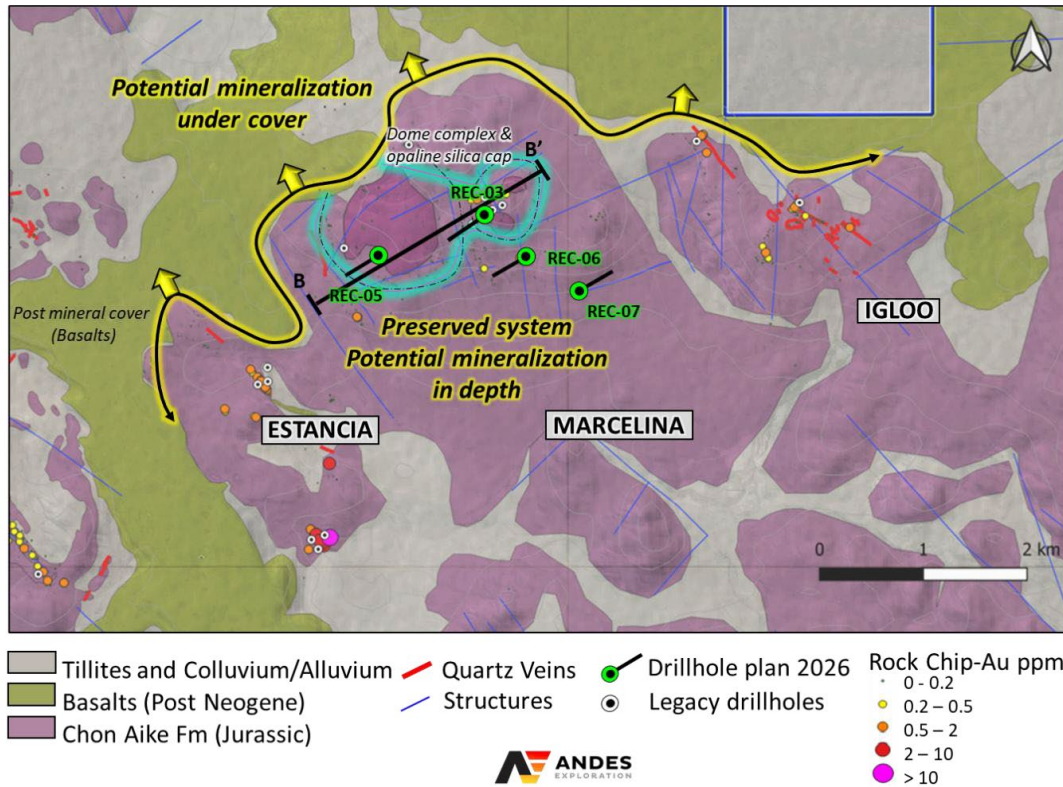 Potential mineralization
under cover
Dome complex &
opaline silica cap
B'
REC-03
REC-06
B
REC-05
REC-07
Post mineral cover
(Basalts)
Preserved system
Potential mineralization
in depth
IGLOO
ESTANCIA
MARCELINA
0 1 2 km
Tillites and Colluvium/Alluvium
Basalts (Post Neogene)
Chon Aike Fm (Jurassic)
Quartz Veins
Structures
Drillhole plan 2026
Legacy drillholes
Rock Chip-Au ppm
0 - 0.2
0.2 – 0.5
0.5 – 2
2 – 10
> 10
ANDES
EXPLORATION